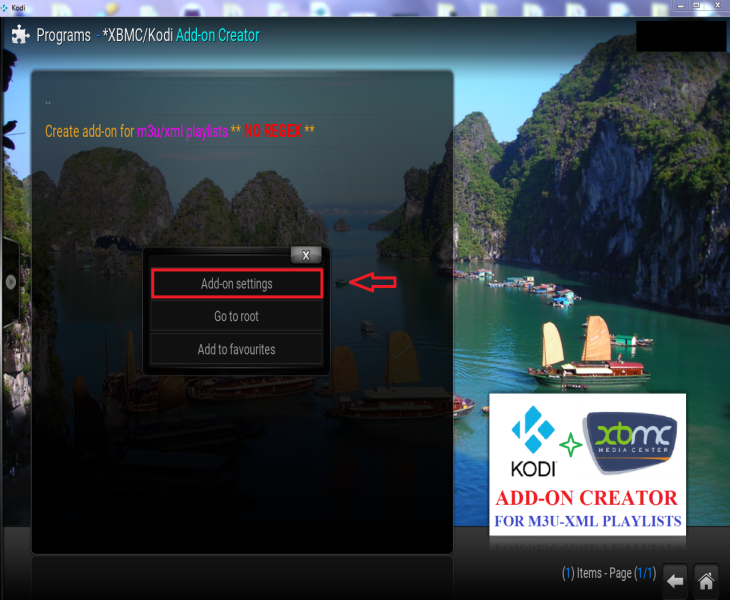 Kodi
Programs - *XBMC/Kodi Add-on Creator
..
Create add-on for m3u/xml playlists ** NO REGEX **
X
Add-on settings
Go to root
Add to favourites
KODI
xbmc
MEDIA CENTER
ADD-ON CREATOR
FOR M3U-XML PLAYLISTS
(1) Items - Page (1/1)